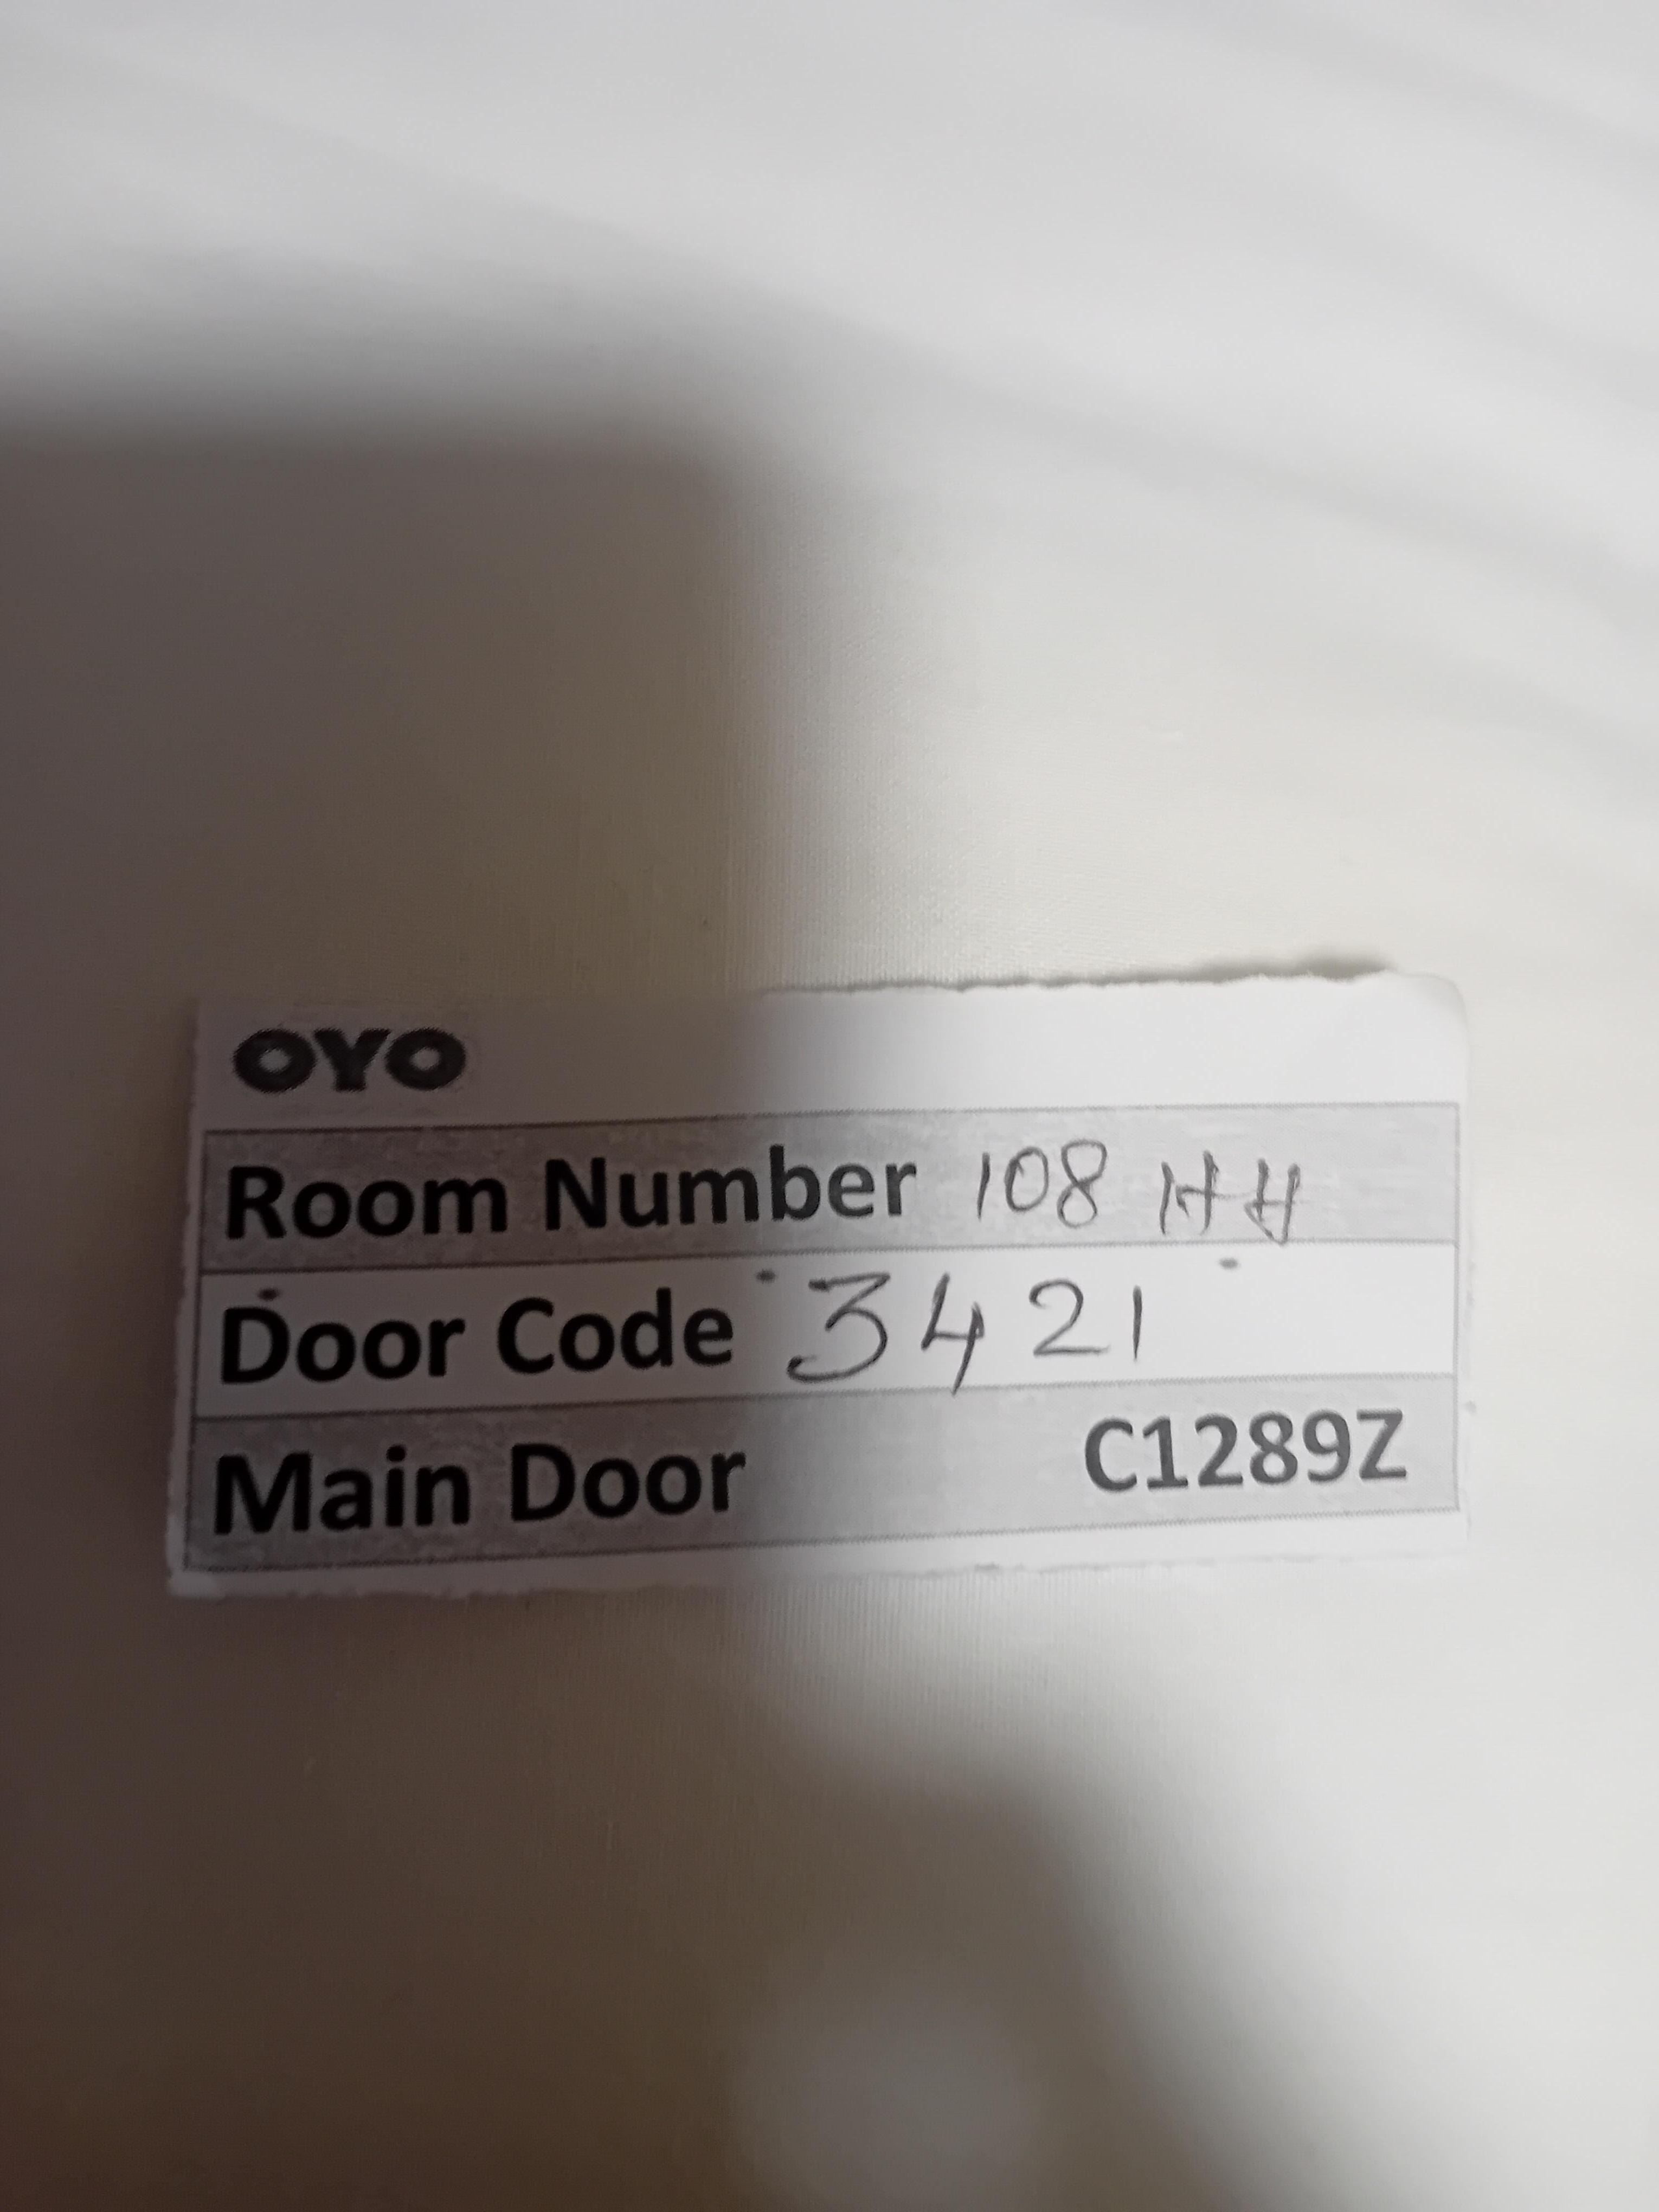 OYO
Room Number 108 HH
Door Code 3421
Main Door C1289Z